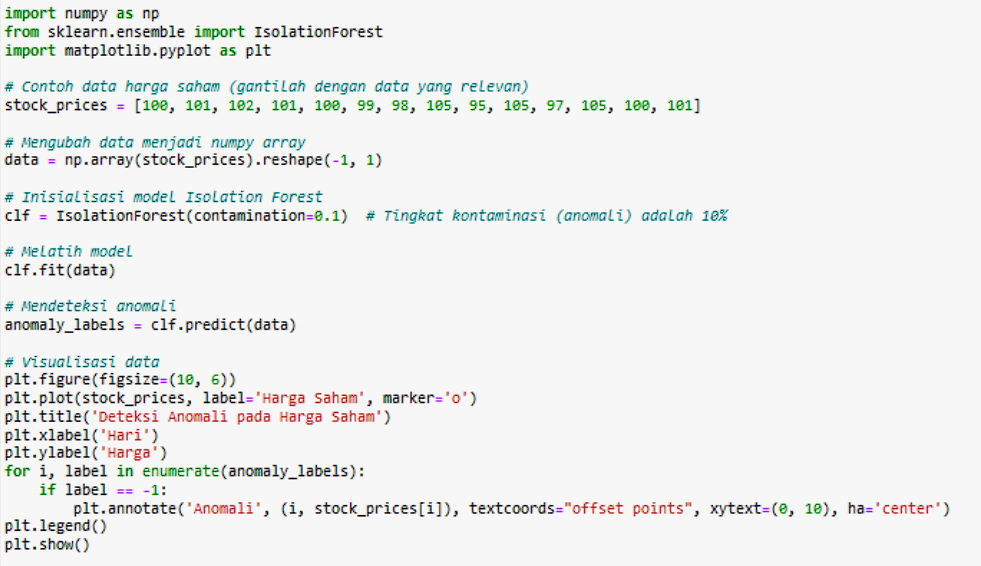 import numpy as np
from sklearn.ensemble import IsolationForest
import matplotlib.pyplot as plt

# Contoh data harga saham (gantilah dengan data yang relevan)
stock_prices = [100, 101, 102, 101, 100, 99, 98, 105, 95, 105, 97, 105, 100, 101]

# Mengubah data menjadi numpy array
data = np.array(stock_prices).reshape(-1, 1)

# Inisialisasi model Isolation Forest
clf = IsolationForest(contamination=0.1)  # Tingkat kontaminasi (anomali) adalah 10%

# Melatih model
clf.fit(data)

# Mendeteksi anomali
anomaly_labels = clf.predict(data)

# Visualisasi data
plt.figure(figsize=(10, 6))
plt.plot(stock_prices, label='Harga Saham', marker='o')
plt.title('Deteksi Anomali pada Harga Saham')
plt.xlabel('Hari')
plt.ylabel('Harga')
for i, label in enumerate(anomaly_labels):
    if label == -1:
        plt.annotate('Anomali', (i, stock_prices[i]), textcoords="offset points", xytext=(0, 10), ha='center')
plt.legend()
plt.show()